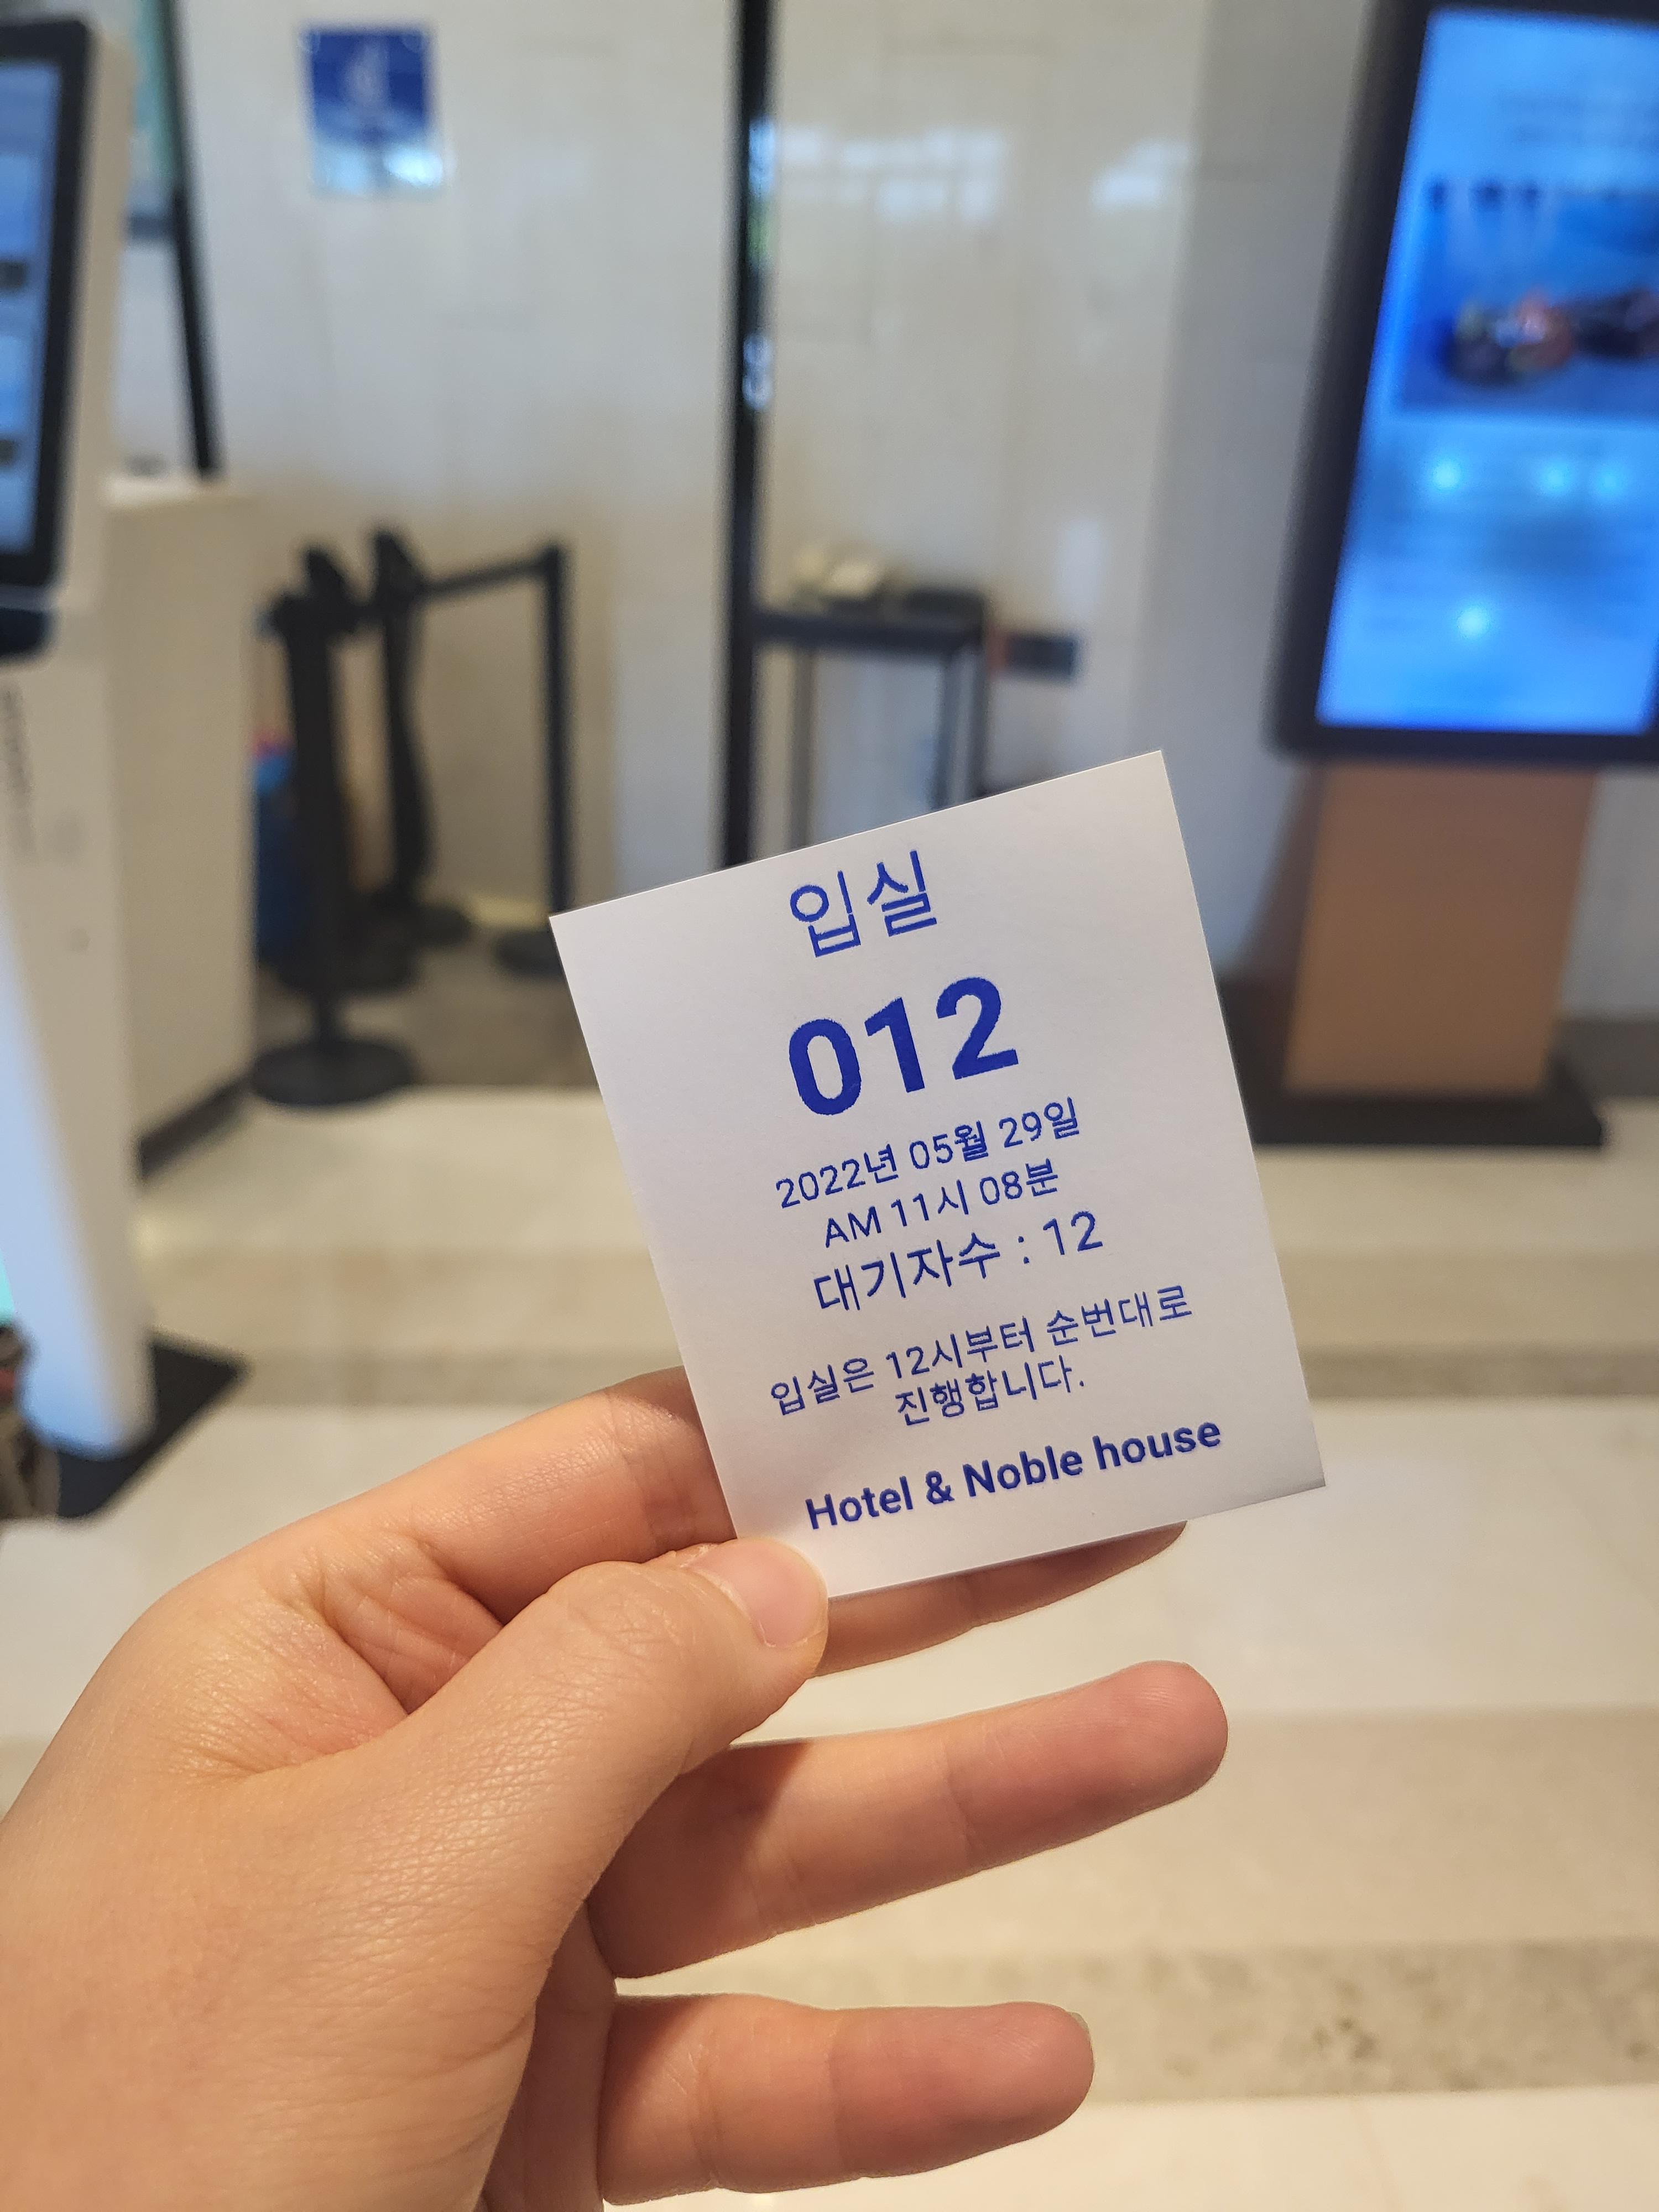 입실
012
2022년 05월 29일
AM 11시 08분
대기자수 : 12
입실은 12시부터 순번대로
진행합니다.
Hotel & Noble house